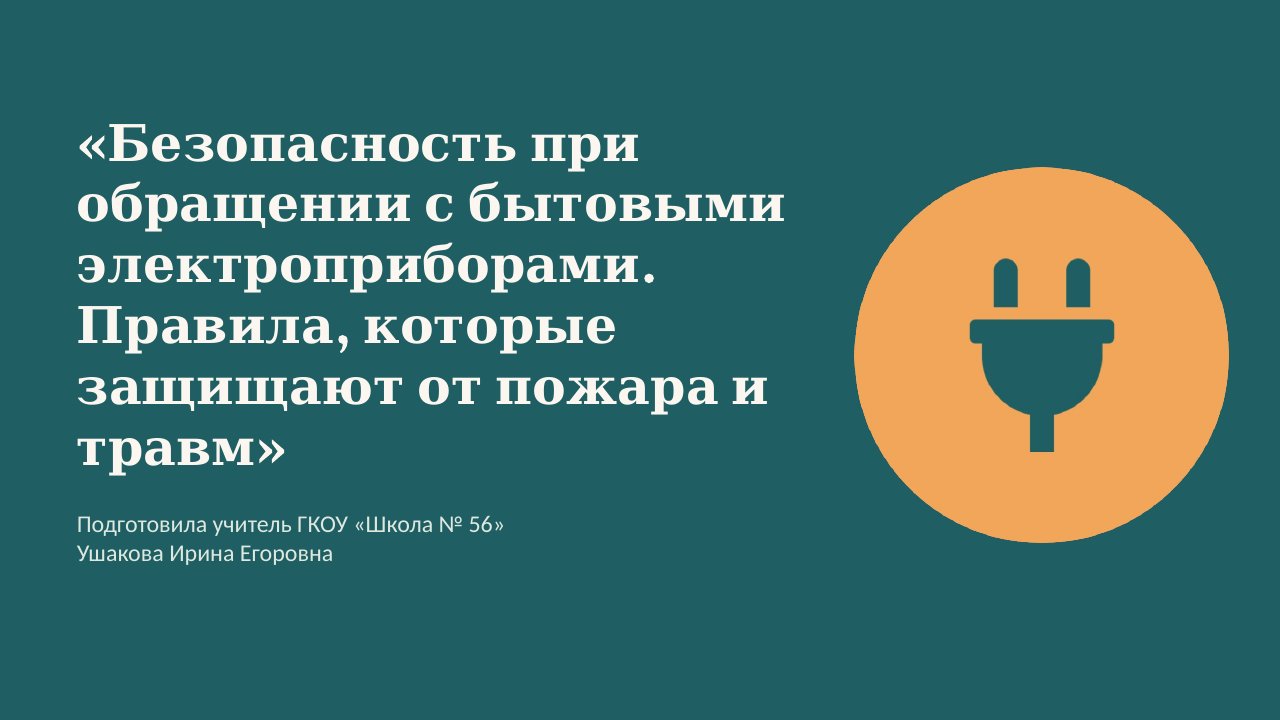 «Безопасность при
обращении с бытовыми
электроприборами.
Правила, которые
защищают от пожара и
травм»
Подготовила учитель ГКОУ «Школа № 56»
Ушакова Ирина Егоровна